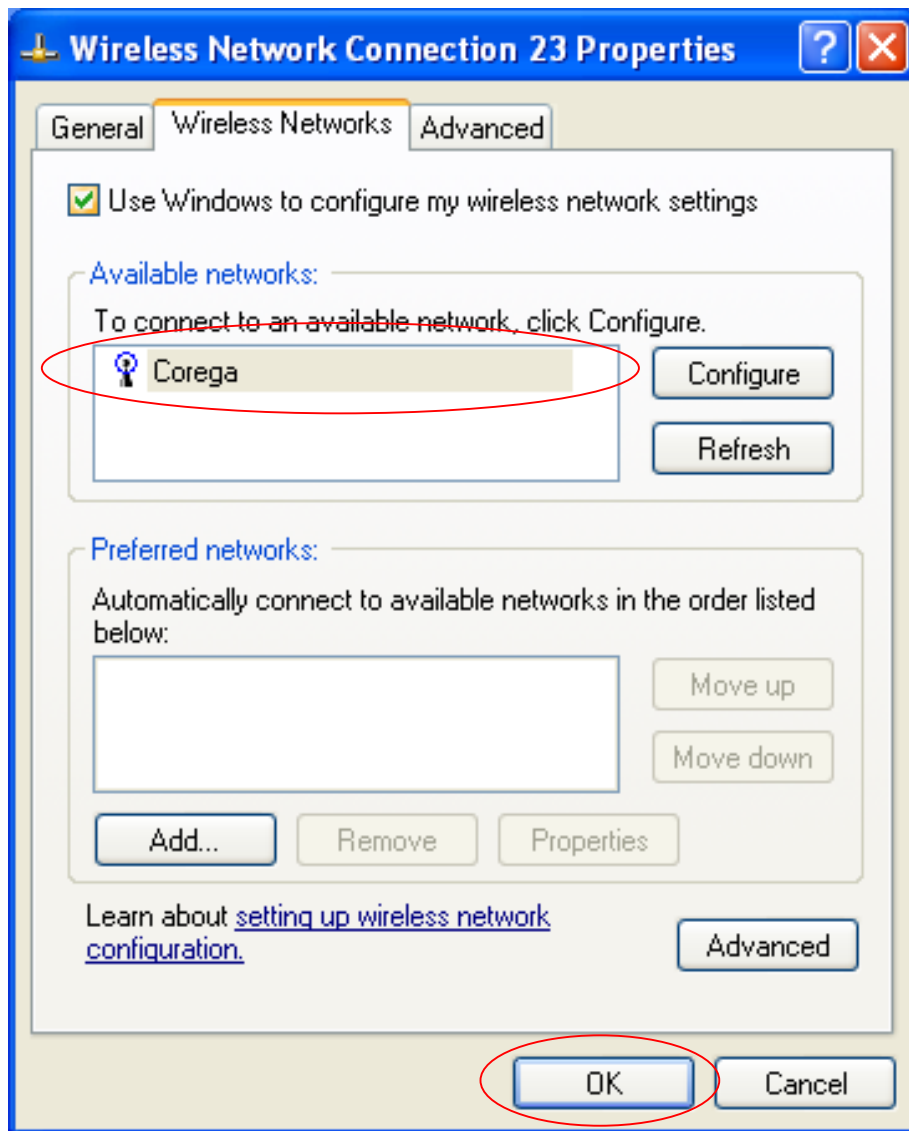 Wireless Network Connection 23 Properties
?
General Wireless Networks Advanced
Use Windows to configure my wireless network settings
Available networks:
To connect to an available network, click Configure.
Corega
Configure
Refresh
Preferred networks:
Automatically connect to available networks in the order listed
below:
Move up
Move down
Add... Remove Properties
Learn about setting up wireless network
configuration.
Advanced
OK Cancel